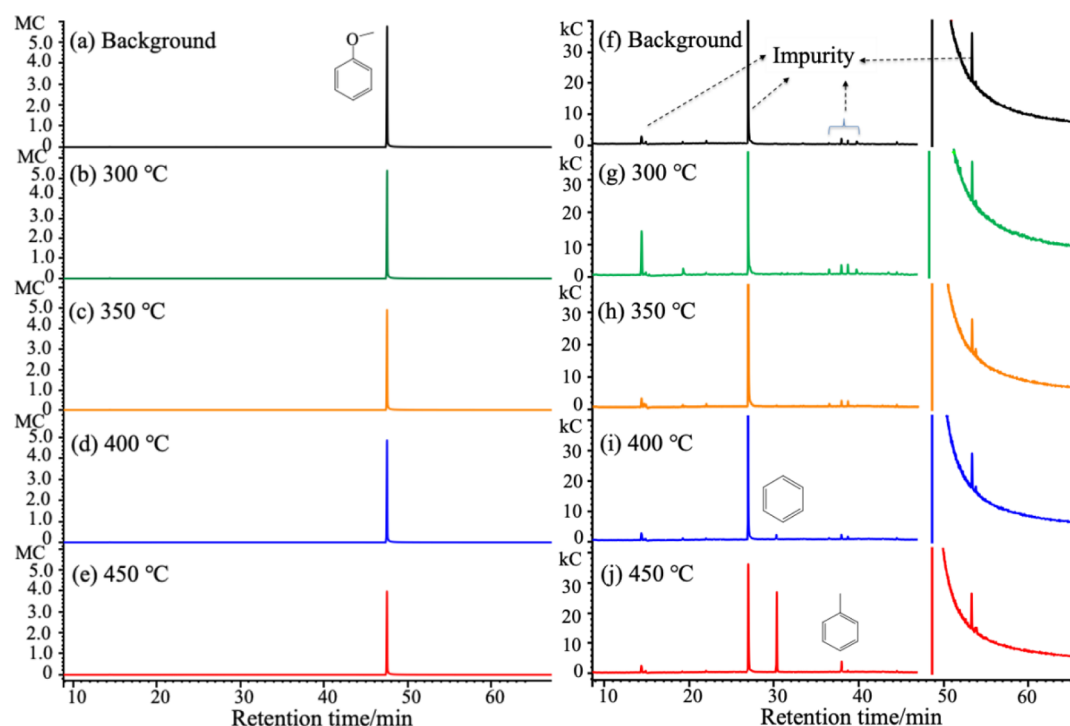 MC
(a) Background
5.0
4.0
3.0
2.0
1.0
0
O
MC
(b) 300 °C
5.0
4.0
3.0
2.0
1.0
0
MC
(c) 350 °C
5.0
4.0
3.0
2.0
1.0
0
MC
(d) 400 °C
5.0
4.0
3.0
2.0
1.0
0
MC
(e) 450 °C
5.0
4.0
3.0
2.0
1.0
0
10 20 30 40 50 60
Retention time/min
kC
(f) Background
Impurity
30
20
10
0
kC
(g) 300 °C
30
20
10
0
kC
(h) 350 °C
30
20
10
0
kC
(i) 400 °C
30
20
10
0
kC
(j) 450 °C
30
20
10
0
10 20 30 40 50 60
Retention time/min